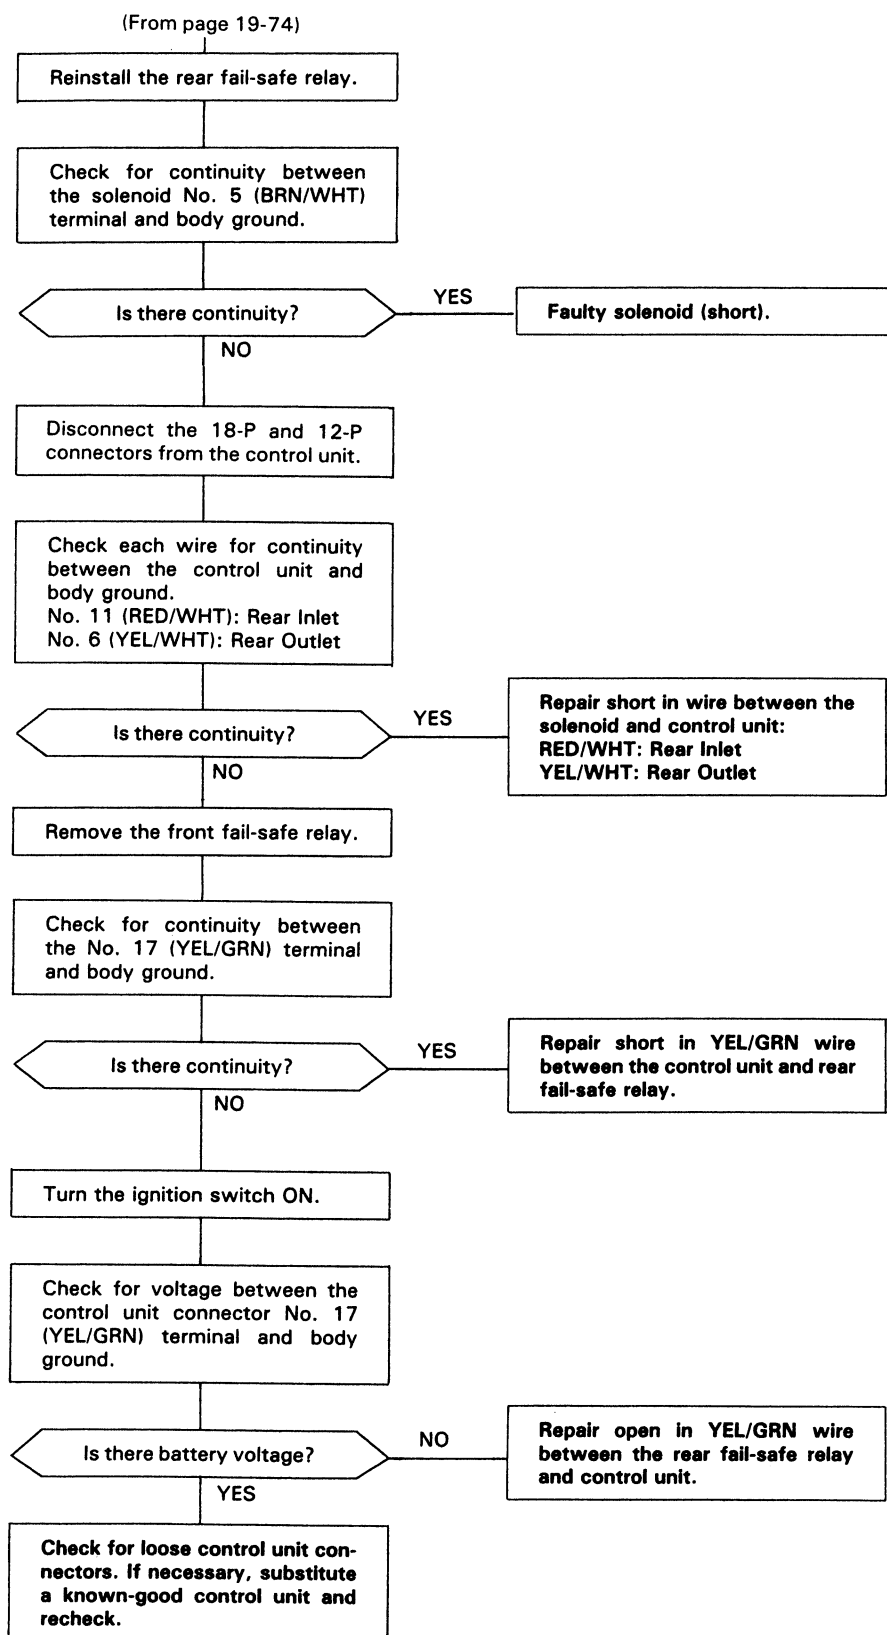 (From page 19-74)
Reinstall the rear fail-safe relay.
Check for continuity between
the solenoid No. 5 (BRN/WHT)
terminal and body ground.
Is there continuity?
YES
Faulty solenoid (short).
NO
Disconnect the 18-P and 12-P
connectors from the control unit.
Check each wire for continuity
between the control unit and
body ground.
No. 11 (RED/WHT): Rear Inlet
No. 6 (YEL/WHT): Rear Outlet
Is there continuity?
YES
Repair short in wire between the
solenoid and control unit:
RED/WHT: Rear Inlet
YEL/WHT: Rear Outlet
NO
Remove the front fail-safe relay.
Check for continuity between
the No. 17 (YEL/GRN) terminal
and body ground.
Is there continuity?
YES
Repair short in YEL/GRN wire
between the control unit and rear
fail-safe relay.
NO
Turn the ignition switch ON.
Check for voltage between the
control unit connector No. 17
(YEL/GRN) terminal and body
ground.
Is there battery voltage?
NO
Repair open in YEL/GRN wire
between the rear fail-safe relay
and control unit.
YES
Check for loose control unit con-
nectors. If necessary, substitute
a known-good control unit and
recheck.